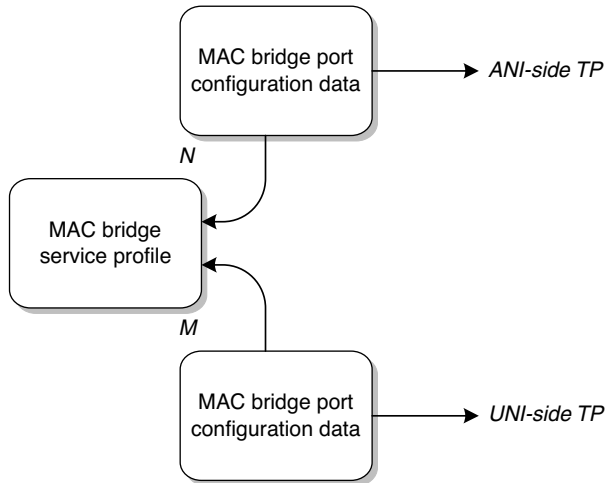 MAC bridge port
configuration data
ANI-side TP
N
MAC bridge
service profile
M
MAC bridge port
configuration data
UNI-side TP